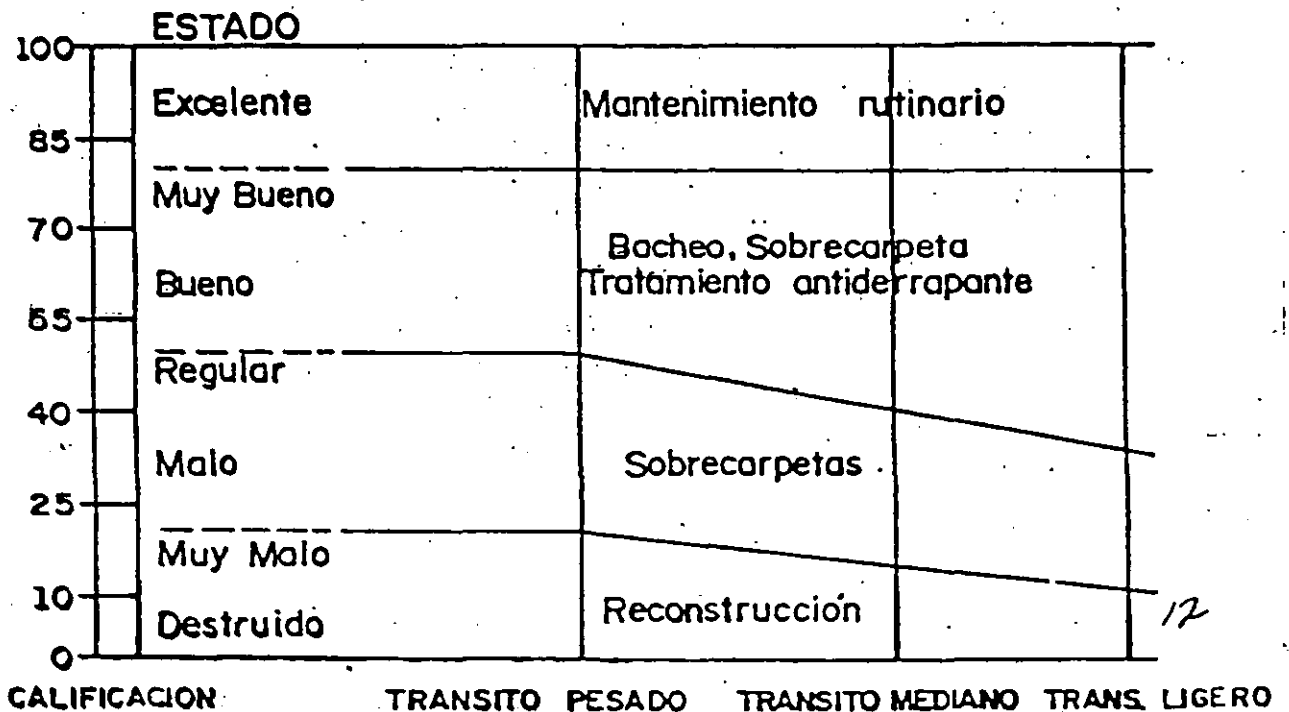 ESTADO
100
Excelente Mantenimiento rutinario
85
Muy Bueno
70
Bacheo, Sobrecarpeta
Bueno Tratamiento antiderrapante
55
Regular
40
Malo Sobrecarpetas
25
Muy Malo
10
Reconstrucción
12
Destruido
0
CALIFICACION TRANSITO PESADO TRANSITO MEDIANO TRANS. LIGERO